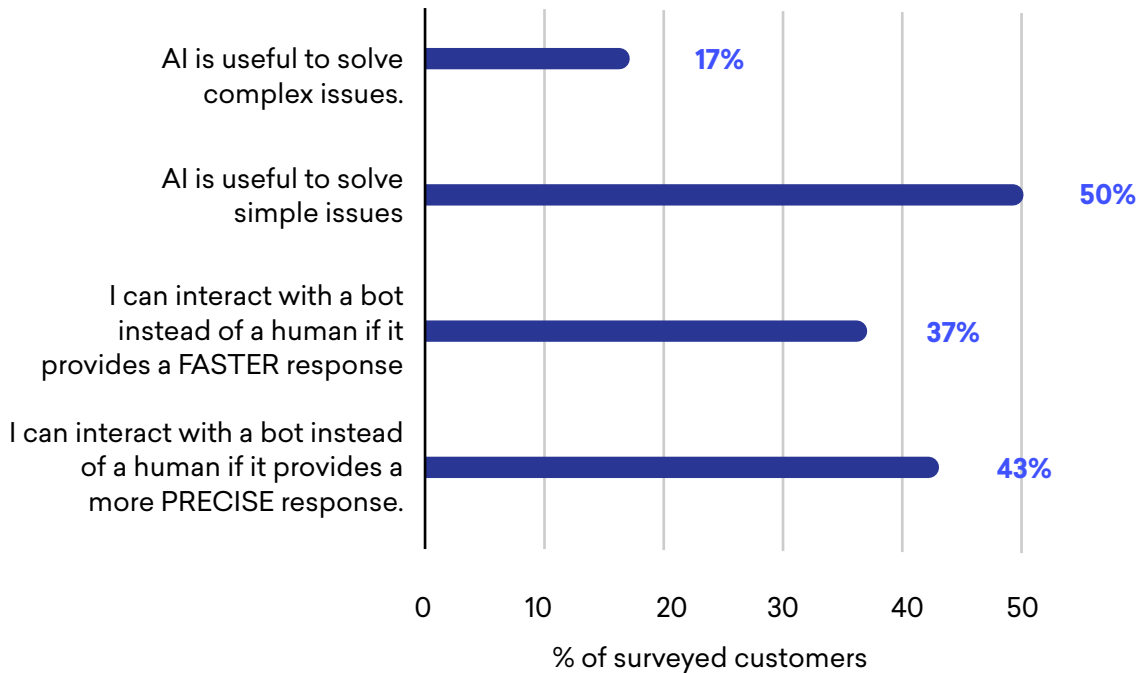 AI is useful to solve
complex issues.
17%
AI is useful to solve
simple issues
50%
I can interact with a bot
instead of a human if it
provides a FASTER response
37%
I can interact with a bot instead
of a human if it provides a
more PRECISE response.
43%
0 10 20 30 40 50
% of surveyed customers